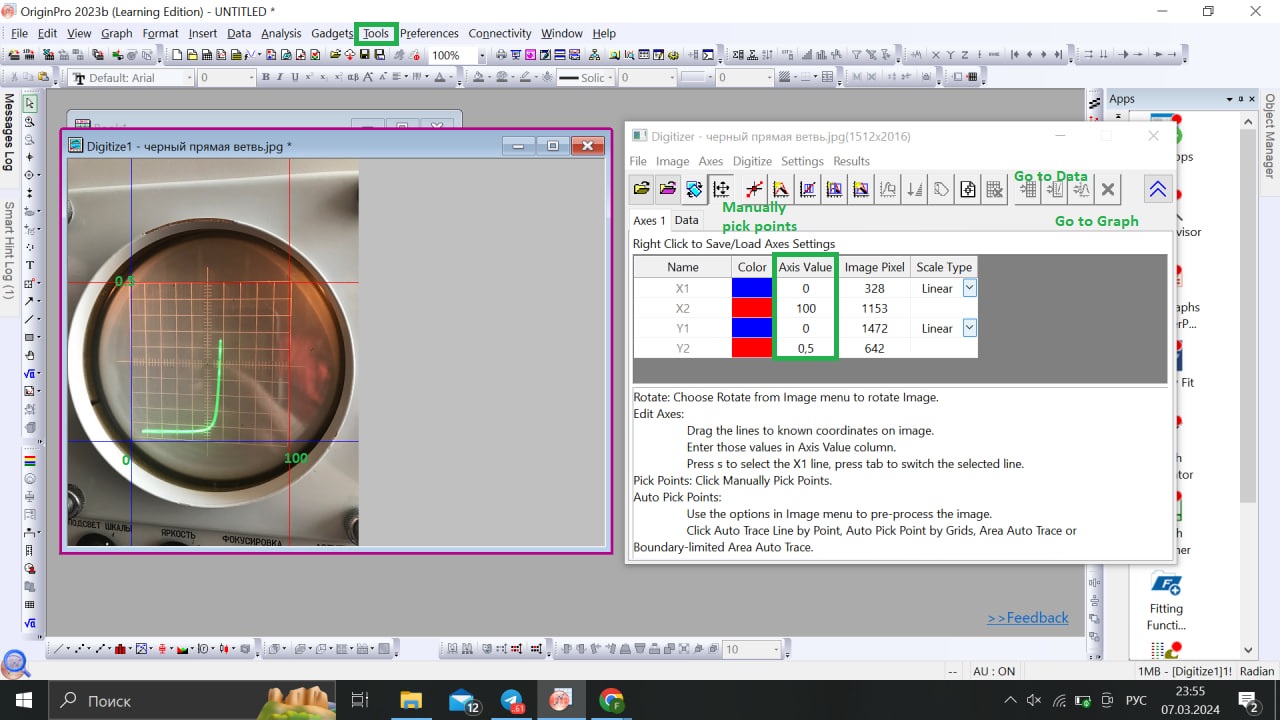 OriginPro 2023b (Learning Edition) - UNTITLED *
File Edit View Graph Format Insert Data Analysis Gadgets Tools Preferences Connectivity Window Help
100%
Default: Arial 0 B I U Solic 0 0
Messages Log
Smart Hint Log (1)
Object Manager
Apps
Digitize1 - черный прямая ветвь.jpg *
0.5
0
100
ПОДСВЕТ ШКАЛЫ
ЯРКОСТЬ
ФОКУСИРОВКА
Digitizer - черный прямая ветвь.jpg(1512x2016)
File Image Axes Digitize Settings Results
Go to Data
Manually
pick points
Go to Graph
Axes 1 Data
Right Click to Save/Load Axes Settings
Name Color Axis Value Image Pixel Scale Type
X1 0 328 Linear
X2 100 1153
Y1 0 1472 Linear
Y2 0,5 642
Rotate: Choose Rotate from Image menu to rotate Image.
Edit Axes:
Drag the lines to known coordinates on image.
Enter those values in Axis Value column.
Press s to select the X1 line, press tab to switch the selected line.
Pick Points: Click Manually Pick Points.
Auto Pick Points:
Use the options in Image menu to pre-process the image.
Click Auto Trace Line by Point, Auto Pick Point by Grids, Area Auto Trace or
Boundary-limited Area Auto Trace.
Fit
Fitting
Functi...
>>Feedback
10
-- AU : ON 1MB - [Digitize1]1! Radian
Поиск
12
61
РУС
23:55
07.03.2024
2